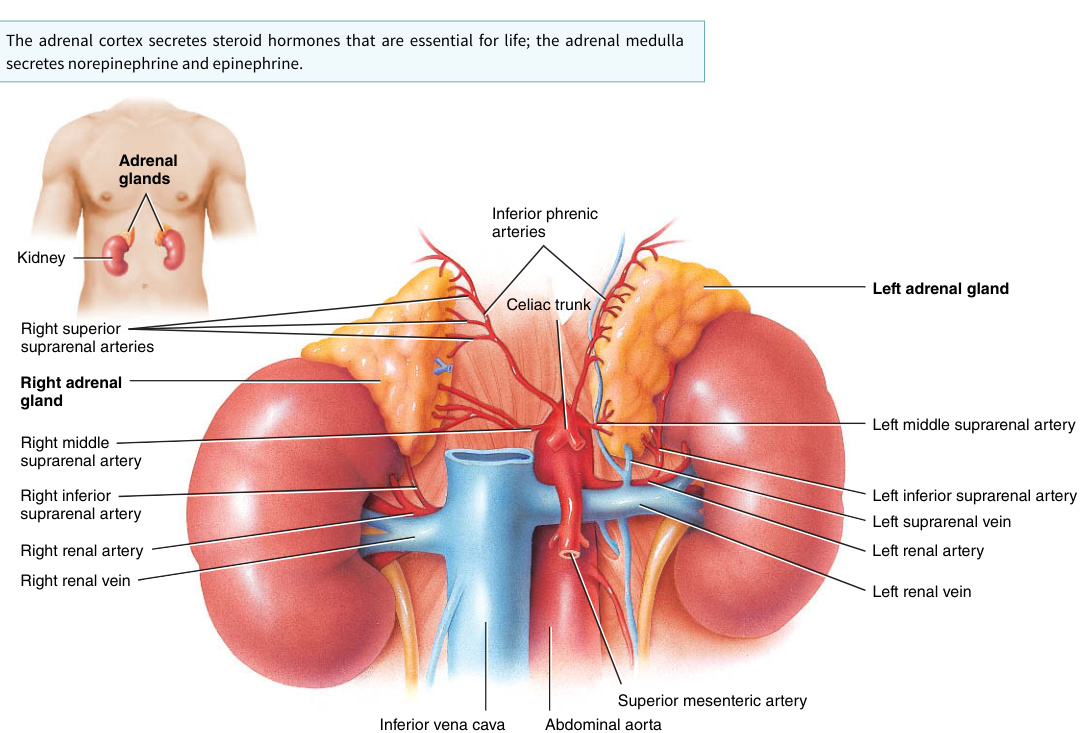 The adrenal cortex secretes steroid hormones that are essential for life; the adrenal medulla
secretes norepinephrine and epinephrine.
Adrenal
glands
Kidney
Inferior phrenic
arteries
Celiac trunk
Left adrenal gland
Right superior
suprarenal arteries
Right adrenal
gland
Left middle suprarenal artery
Right middle
suprarenal artery
Right inferior
suprarenal artery
Left inferior suprarenal artery
Left suprarenal vein
Right renal artery
Left renal artery
Right renal vein
Left renal vein
Superior mesenteric artery
Inferior vena cava
Abdominal aorta